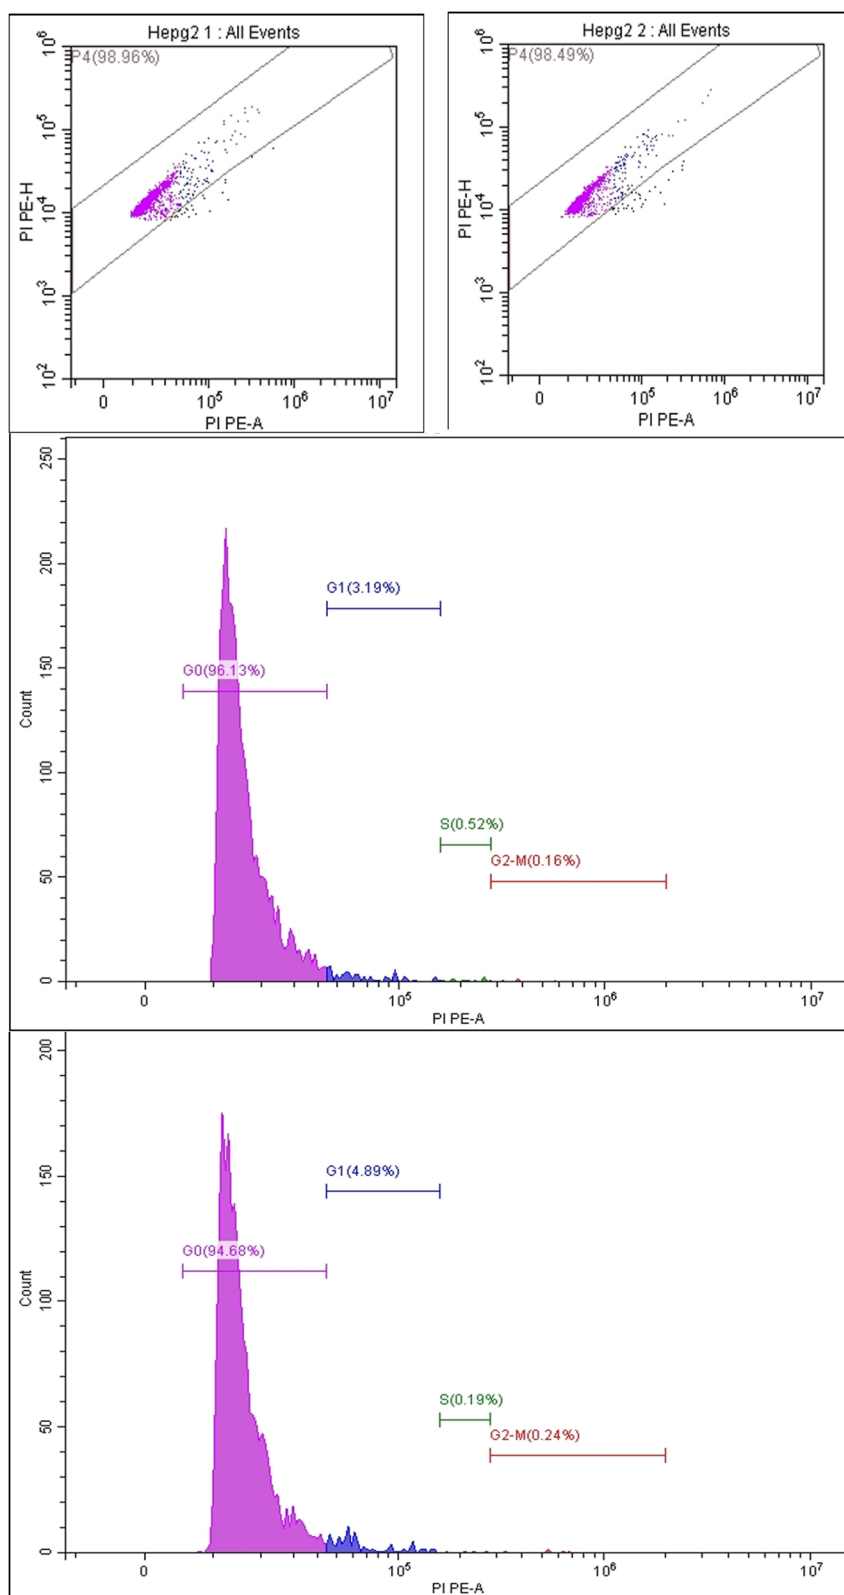 Hepg2 1 : All Events
P4(98.96%)
10^6
10^5
10^4
10^3
10^2
PI PE-H
0 10^5 10^6 10^7
PI PE-A
Hepg2 2 : All Events
P4(98.49%)
10^6
10^5
10^4
10^3
10^2
PI PE-H
0 10^5 10^6 10^7
PI PE-A
250
200
150
100
50
0
Count
G1(3.19%)
G0(96.13%)
S(0.52%)
G2-M(0.16%)
0 10^5 10^6 10^7
PI PE-A
200
150
100
50
0
Count
G1(4.89%)
G0(94.68%)
S(0.19%)
G2-M(0.24%)
0 10^5 10^6 10^7
PI PE-A